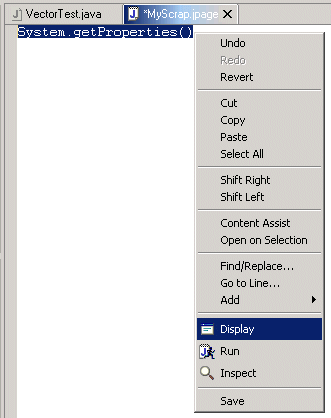 VectorTest.java
*MyScrap.jpage
System.getProperties()
Undo
Redo
Revert
Cut
Copy
Paste
Select All
Shift Right
Shift Left
Content Assist
Open on Selection
Find/Replace...
Go to Line...
Add
Display
Run
Inspect
Save